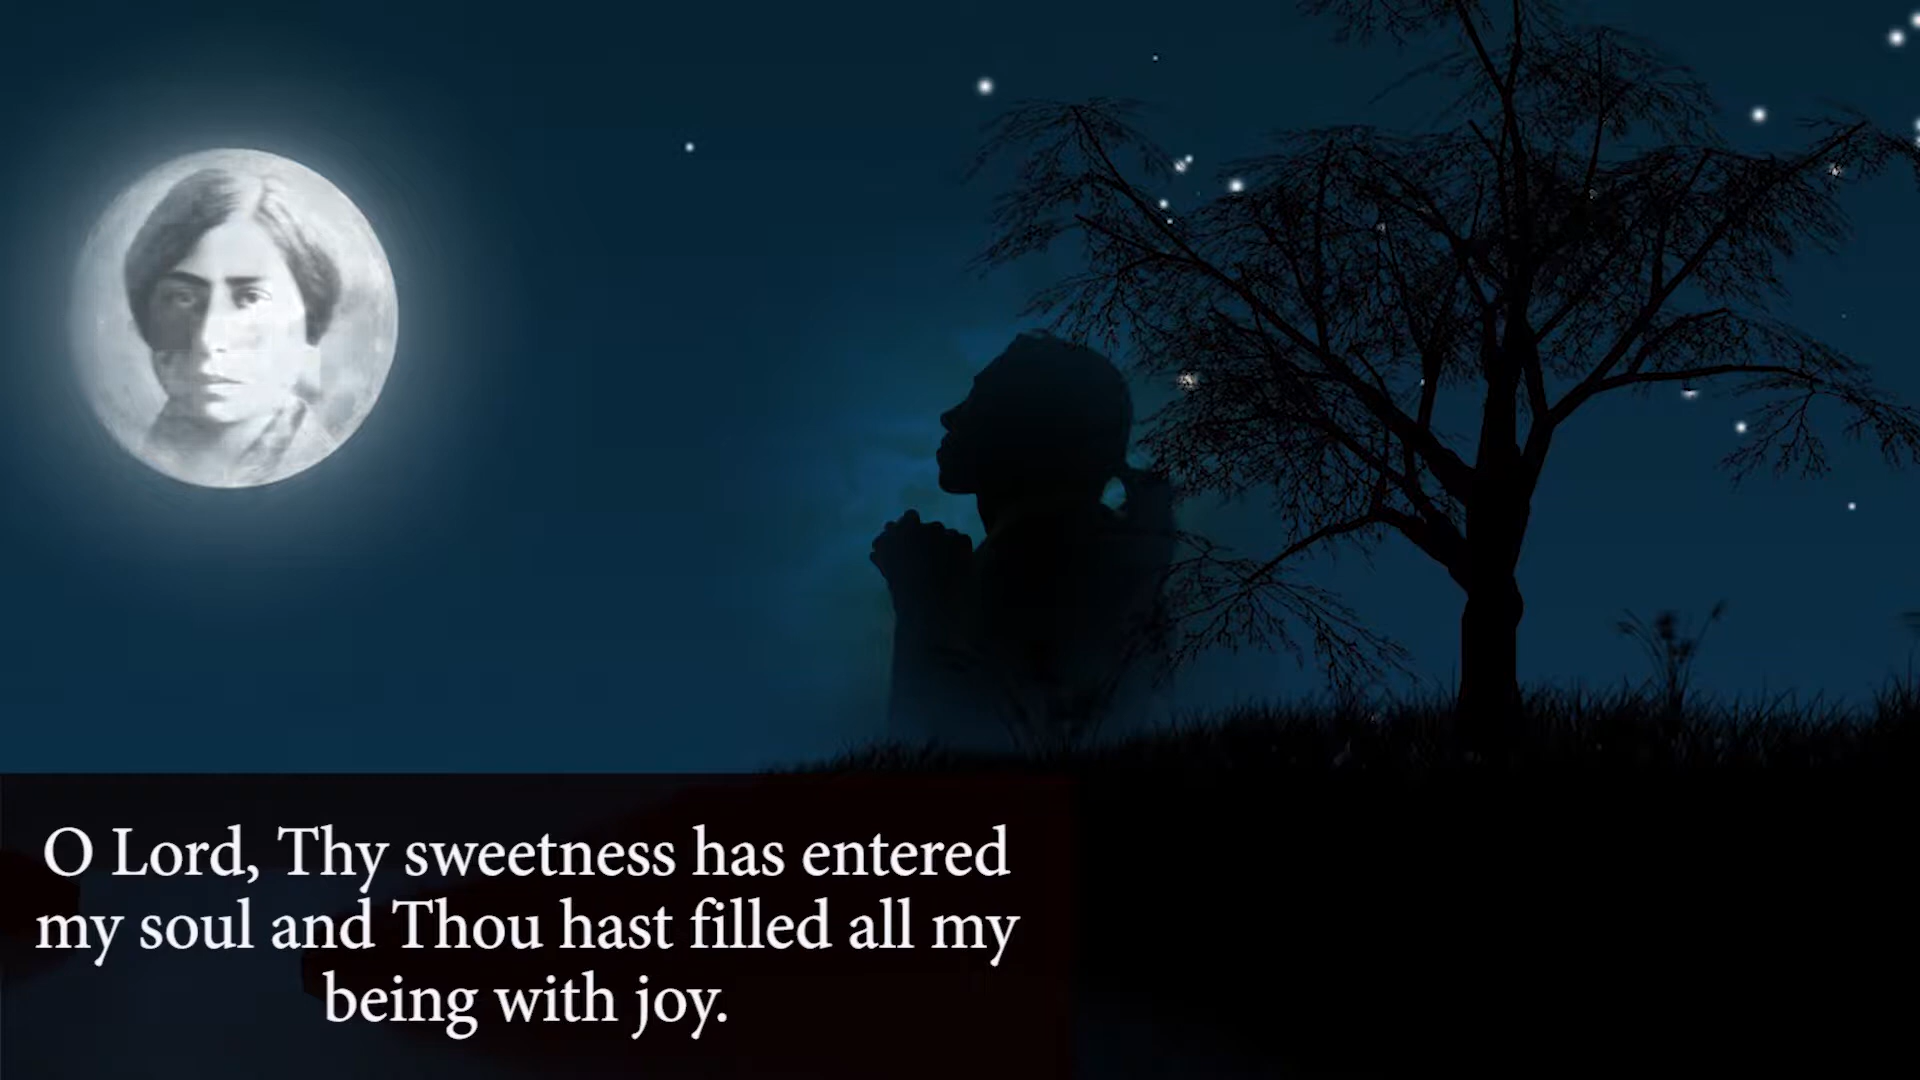 O Lord, Thy sweetness has entered
my soul and Thou hast filled all my
being with joy.